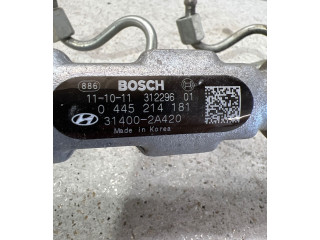 886 BOSCH
11-10-11 312296 01
0 445 214 181
31400-2A420
Made in Korea